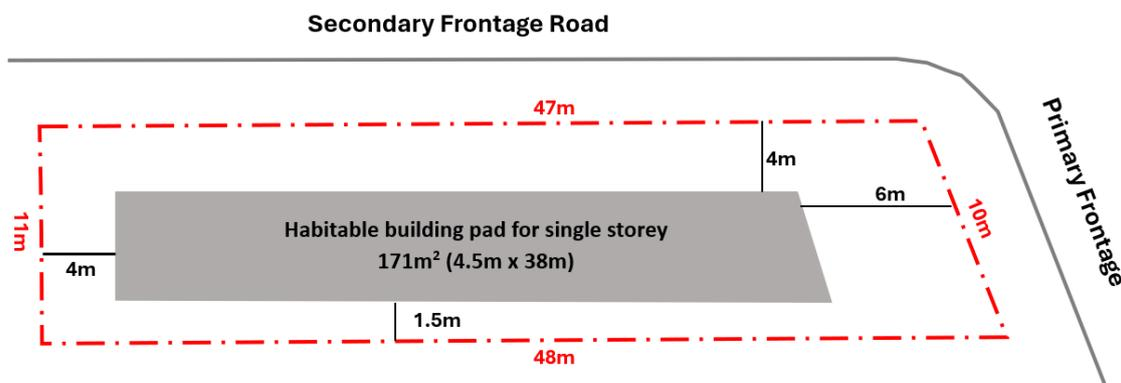 Secondary Frontage Road
47m
4m
Primary Frontage
6m
10m
11m
Habitable building pad for single storey
171m² (4.5m x 38m)
4m
1.5m
48m